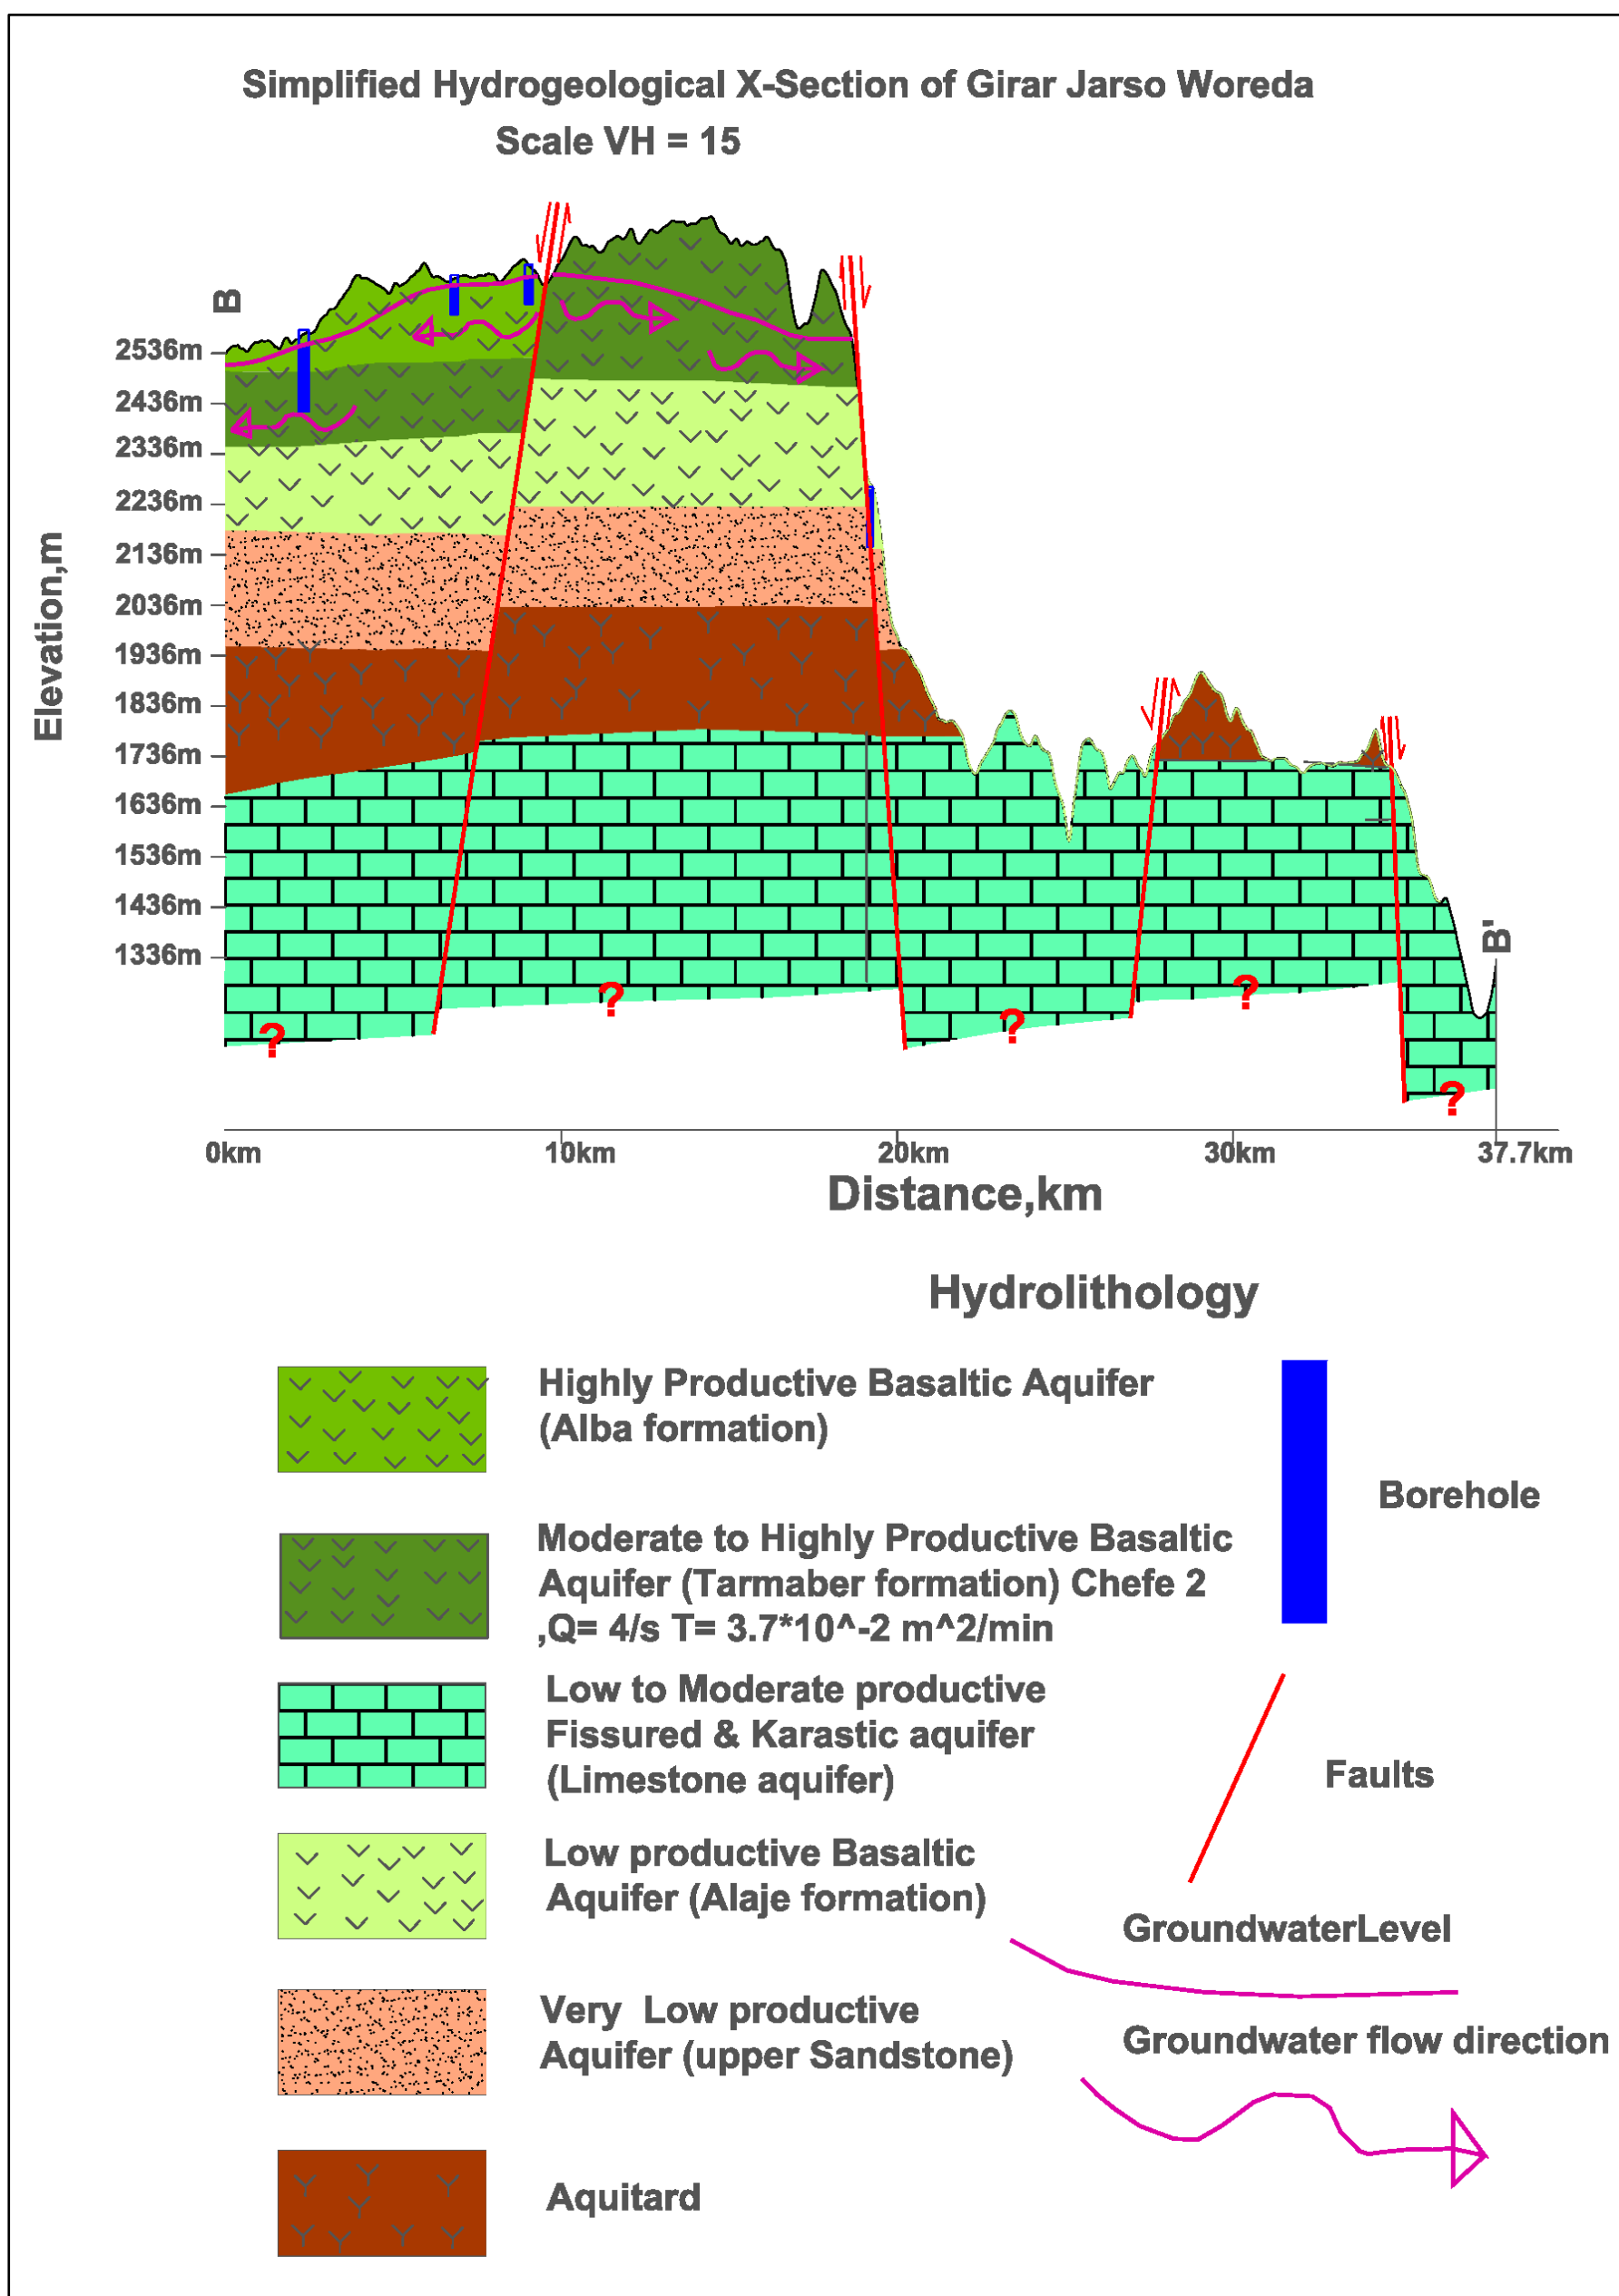 Simplified Hydrogeological X-Section of Girar Jarso Woreda
Scale VH = 15
B
2536m
2436m
2336m
2236m
2136m
2036m
1936m
1836m
1736m
1636m
1536m
1436m
1336m
Elevation,m
B'
?
?
?
?
?
0km
10km
20km
30km
37.7km
Distance,km
Hydrolithology
Highly Productive Basaltic Aquifer
(Alba formation)
Moderate to Highly Productive Basaltic
Aquifer (Tarmaber formation) Chefe 2
,Q= 4/s T= 3.7*10^-2 m^2/min
Low to Moderate productive
Fissured & Karastic aquifer
(Limestone aquifer)
Low productive Basaltic
Aquifer (Alaje formation)
Very Low productive
Aquifer (upper Sandstone)
Aquitard
Borehole
Faults
GroundwaterLevel
Groundwater flow direction